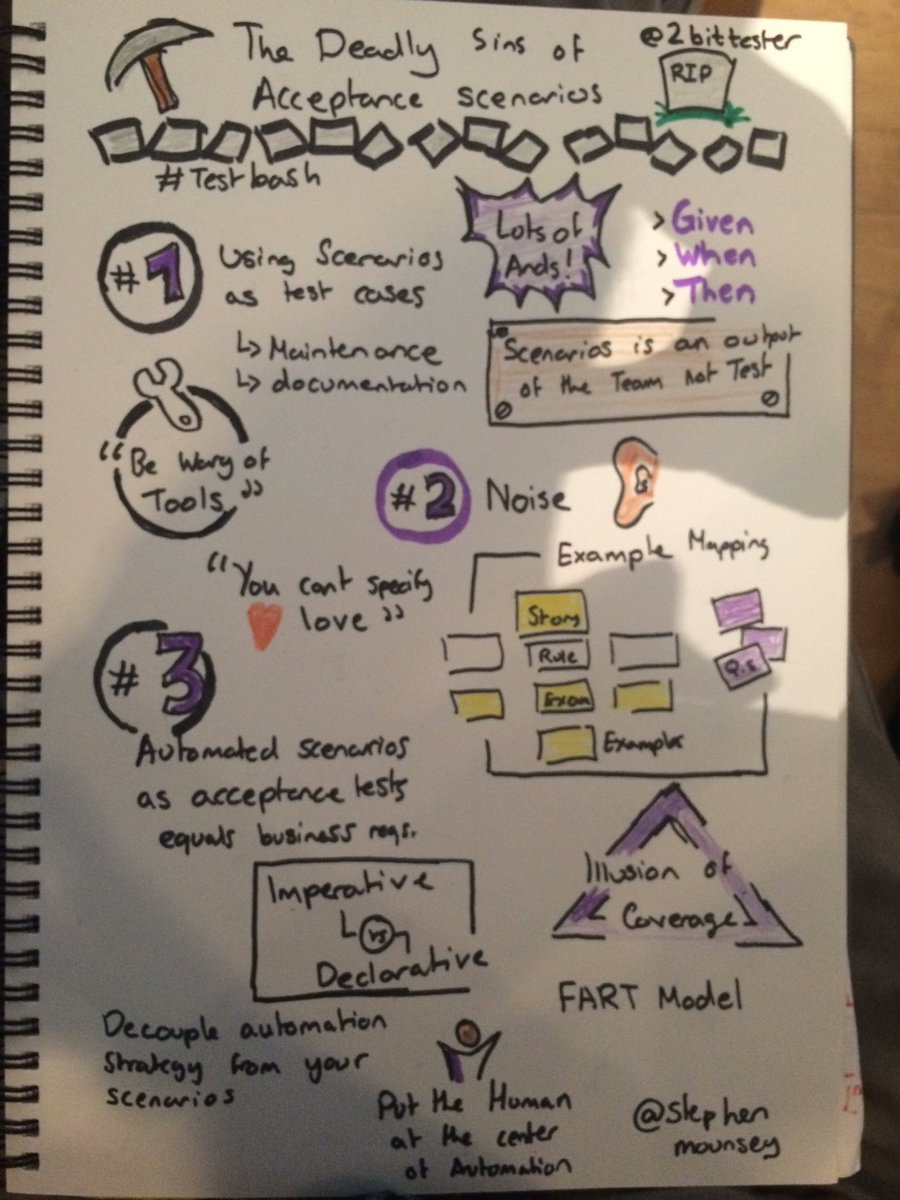 The Deadly Sins of
Acceptance scenarios
@2bittester
RIP
#Testbash
#1
Using Scenarios
as test cases
↳ Maintenance
↳ documentation
Lots of
Ands!
> Given
> When
> Then
Scenarios is an output
of the Team not Test
"Be Wary of
Tools"
#2 Noise
"You cant specify
love"
Example Mapping
Story
Rule
Exam
Examples
Q.s
#3
Automated scenarios
as acceptance tests
equals business reqs.
Imperative
vs
Declarative
Illusion of
Coverage
FART Model
Decouple automation
strategy from your
scenarios
Put the Human
at the center
of Automation
@Stephen
mounsey